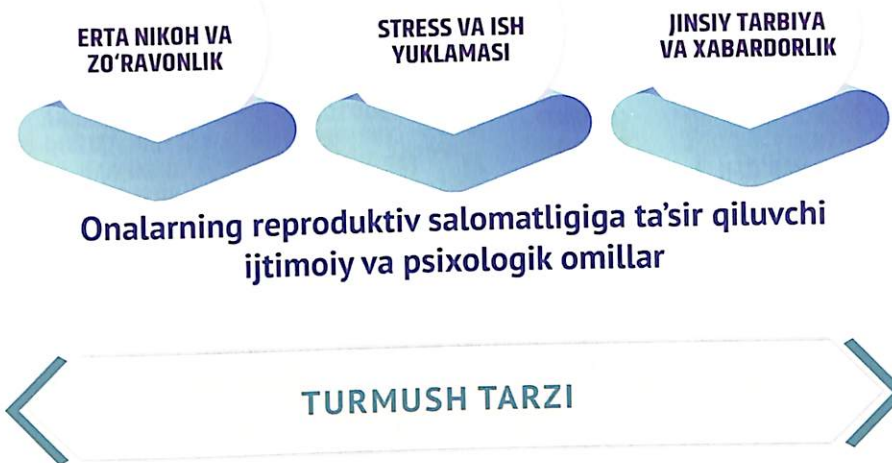 ERTA NIKOH VA
ZO‘RAVONLIK
STRESS VA ISH
YUKLAMASI
JINSIY TARBIYA
VA XABARDORLIK
Onalarning reproduktiv salomatligiga ta’sir qiluvchi
ijtimoiy va psixologik omillar
TURMUSH TARZI